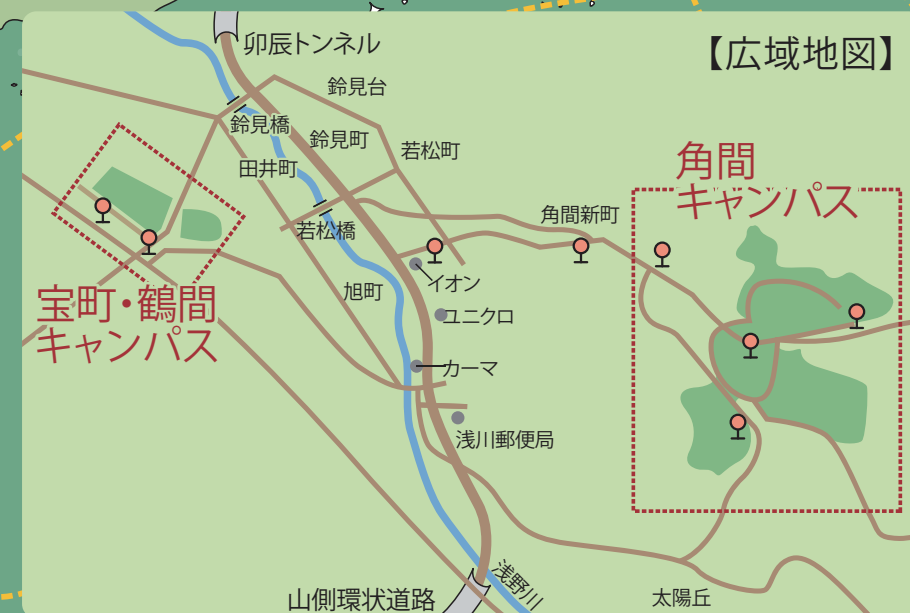 卯辰トンネル
【広域地図】
鈴見台
鈴見橋
鈴見町
若松町
田井町
角間
キャンパス
角間新町
若松橋
イオン
旭町
宝町・鶴間
キャンパス
ユニクロ
カーマ
浅川郵便局
浅野川
山側環状道路
太陽丘